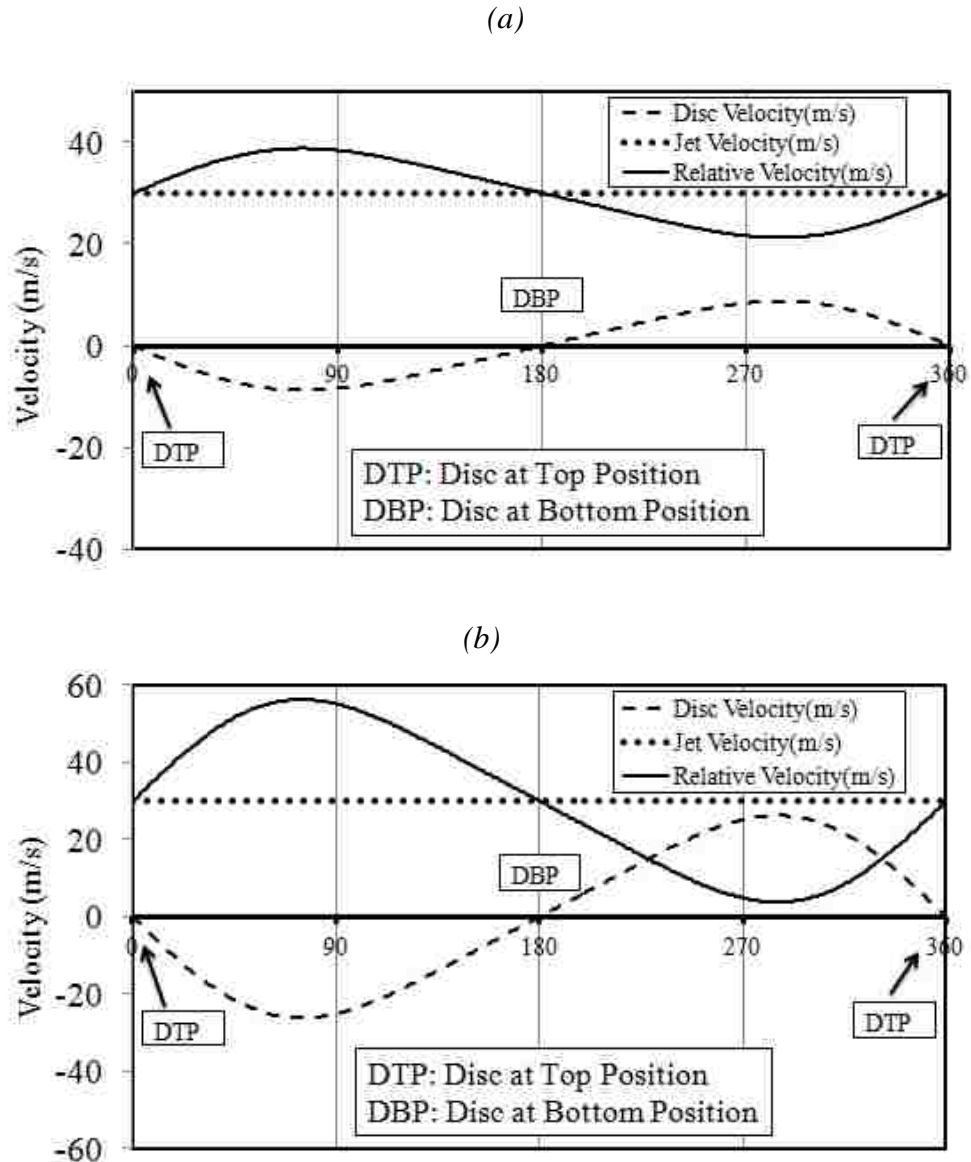 (a)
Disc Velocity(m/s)
Jet Velocity(m/s)
Relative Velocity(m/s)
40
20
0
-20
-40
Velocity (m/s)
0
90
180
270
360
DBP
DTP
DTP
DTP: Disc at Top Position
DBP: Disc at Bottom Position
(b)
Disc Velocity(m/s)
Jet Velocity(m/s)
Relative Velocity(m/s)
60
40
20
0
-20
-40
-60
Velocity (m/s)
0
90
180
270
360
DBP
DTP
DTP
DTP: Disc at Top Position
DBP: Disc at Bottom Position